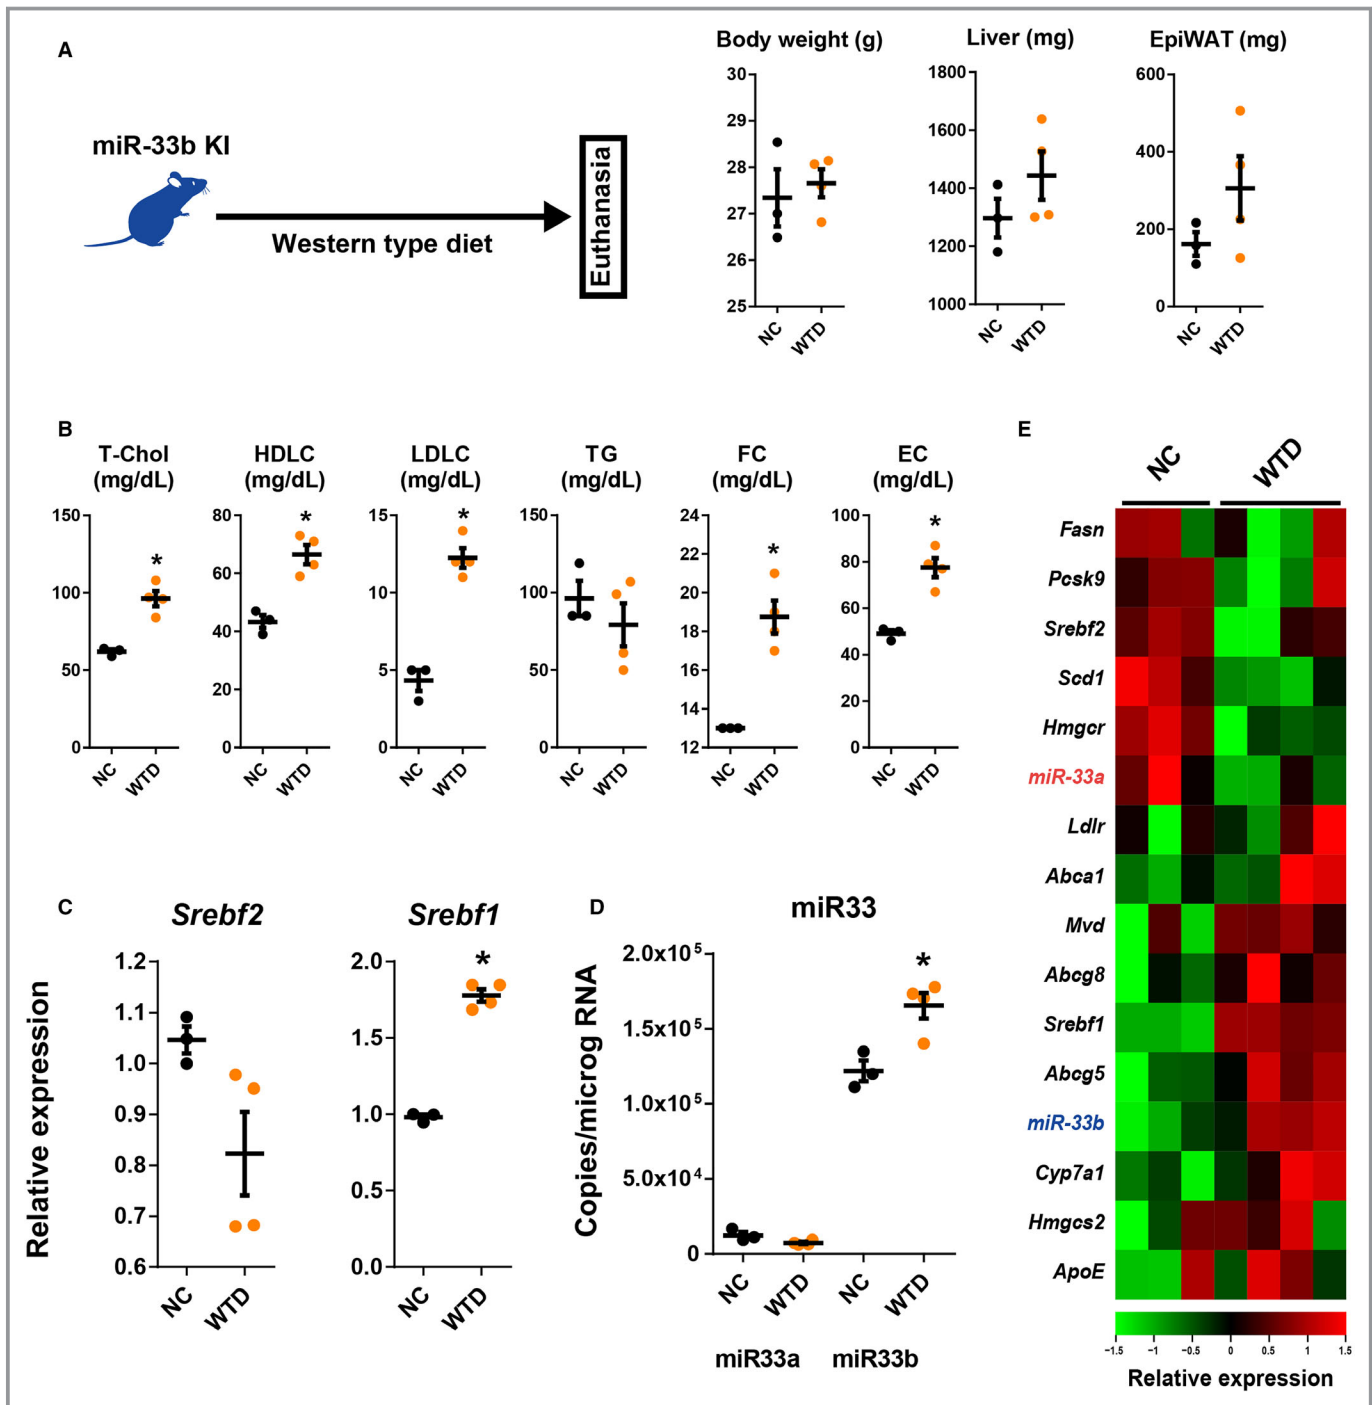 A
miR-33b KI
Western type diet
Euthanasia
Body weight (g)
30
29
28
27
26
25
NC
WTD
Liver (mg)
1800
1600
1400
1200
1000
NC
WTD
EpiWAT (mg)
600
400
200
0
NC
WTD
B
T-Chol
(mg/dL)
150
100
50
0
NC
WTD
*
HDLC
(mg/dL)
80
60
40
20
0
NC
WTD
*
LDLC
(mg/dL)
15
10
5
0
NC
WTD
*
TG
(mg/dL)
150
100
50
0
NC
WTD
FC
(mg/dL)
24
22
20
18
16
14
12
NC
WTD
*
EC
(mg/dL)
100
80
60
40
20
0
NC
WTD
*
C
Relative expression
Srebf2
1.2
1.1
1.0
0.9
0.8
0.7
0.6
NC
WTD
Srebf1
2.0
1.5
1.0
0.5
0.0
NC
WTD
*
D
miR33
Copies/microg RNA
2.0x10⁵
1.5x10⁵
1.0x10⁵
5.0x10⁴
0
*
NC
WTD
NC
WTD
miR33a
miR33b
E
NC
WTD
Fasn
Pcsk9
Srebf2
Scd1
Hmgcr
miR-33a
Ldlr
Abca1
Mvd
Abcg8
Srebf1
Abcg5
miR-33b
Cyp7a1
Hmgcs2
ApoE
−1.5 −1 −0.5 0 0.5 1 1.5
Relative expression